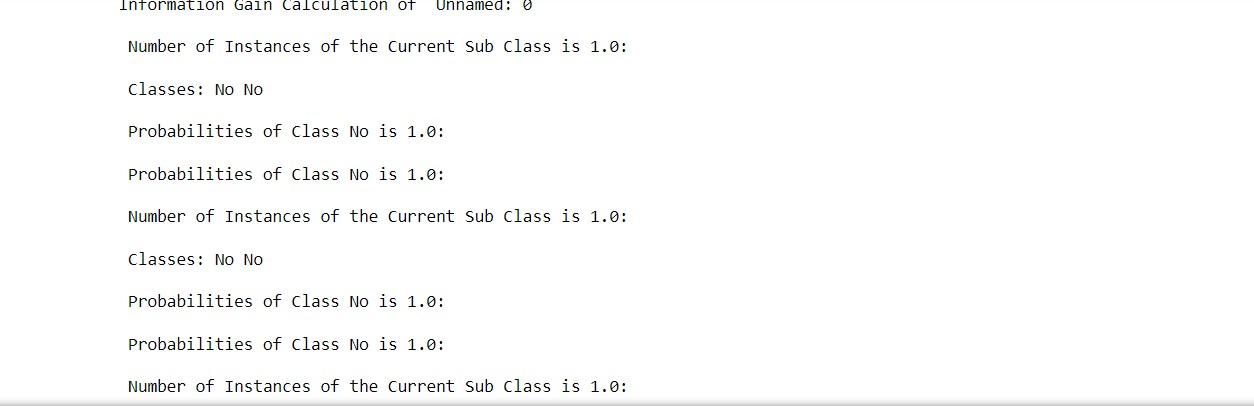 Information Gain Calculation of  Unnamed: 0
Number of Instances of the Current Sub Class is 1.0:
Classes: No No
Probabilities of Class No is 1.0:
Probabilities of Class No is 1.0:
Number of Instances of the Current Sub Class is 1.0:
Classes: No No
Probabilities of Class No is 1.0:
Probabilities of Class No is 1.0:
Number of Instances of the Current Sub Class is 1.0: